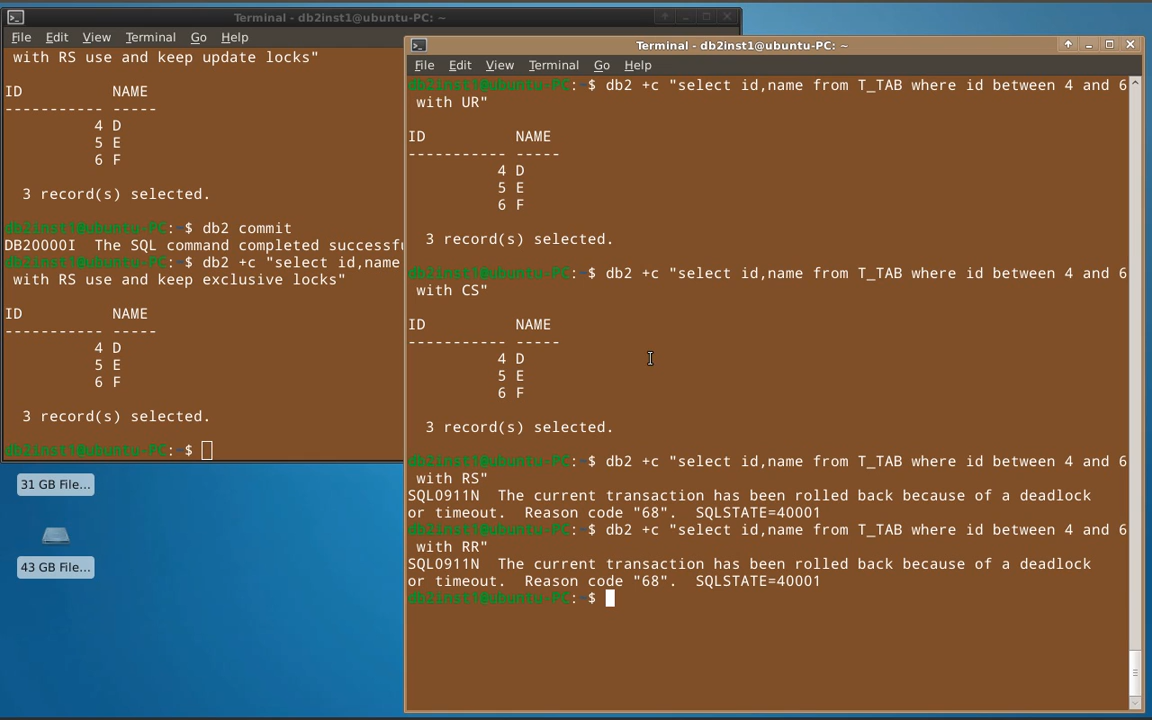 Terminal - db2inst1@ubuntu-PC: ~
File Edit View Terminal Go Help
with RS use and keep update locks"
ID NAME
----------- -----
4 D
5 E
6 F
3 record(s) selected.
db2inst1@ubuntu-PC:~$ db2 commit
DB20000I The SQL command completed successfu
db2inst1@ubuntu-PC:~$ db2 +c "select id,name
with RS use and keep exclusive locks"
ID NAME
----------- -----
4 D
5 E
6 F
3 record(s) selected.
db2inst1@ubuntu-PC:~$
31 GB File...
43 GB File...
Terminal - db2inst1@ubuntu-PC: ~
File Edit View Terminal Go Help
db2inst1@ubuntu-PC:~$ db2 +c "select id,name from T_TAB where id between 4 and 6
with UR"
ID NAME
----------- -----
4 D
5 E
6 F
3 record(s) selected.
db2inst1@ubuntu-PC:~$ db2 +c "select id,name from T_TAB where id between 4 and 6
with CS"
ID NAME
----------- -----
4 D
5 E
6 F
3 record(s) selected.
db2inst1@ubuntu-PC:~$ db2 +c "select id,name from T_TAB where id between 4 and 6
with RS"
SQL0911N The current transaction has been rolled back because of a deadlock
or timeout. Reason code "68". SQLSTATE=40001
db2inst1@ubuntu-PC:~$ db2 +c "select id,name from T_TAB where id between 4 and 6
with RR"
SQL0911N The current transaction has been rolled back because of a deadlock
or timeout. Reason code "68". SQLSTATE=40001
db2inst1@ubuntu-PC:~$